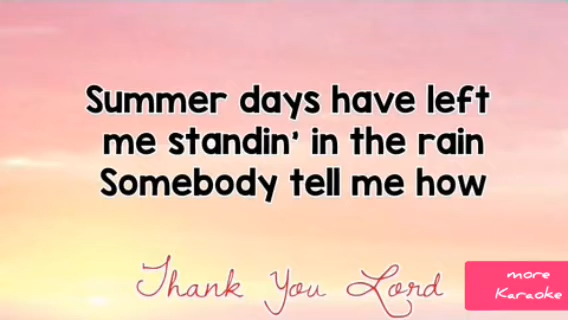 Summer days have left
me standin' in the rain
Somebody tell me how
Thank You Lord
more
Karaoke